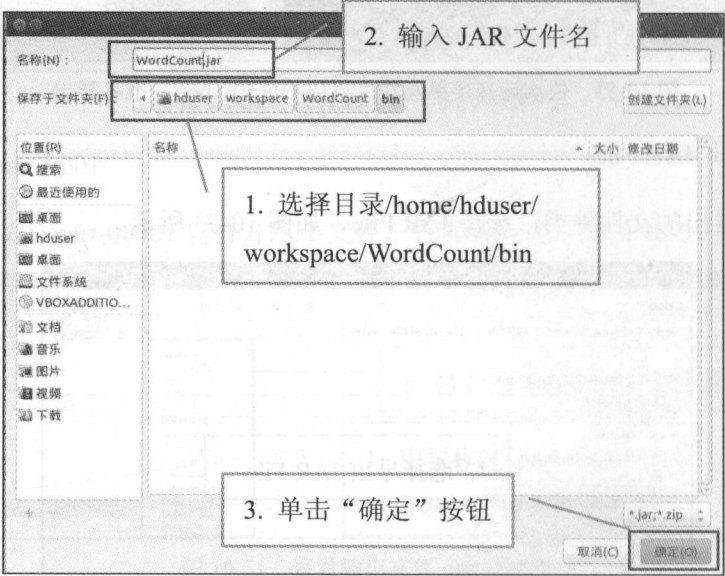 2. 输入 JAR 文件名
名称(N)：
WordCount.jar
保存于文件夹(F)：
hduser workspace WordCount bin
创建文件夹(L)
位置(R)
名称
大小 修改日期
搜索
最近使用的
桌面
hduser
桌面
文件系统
VBOXADDITIO...
文档
音乐
图片
视频
下载
1. 选择目录/home/hduser/
workspace/WordCount/bin
3. 单击“确定”按钮
*.jar;*.zip
取消(C)
确定(O)